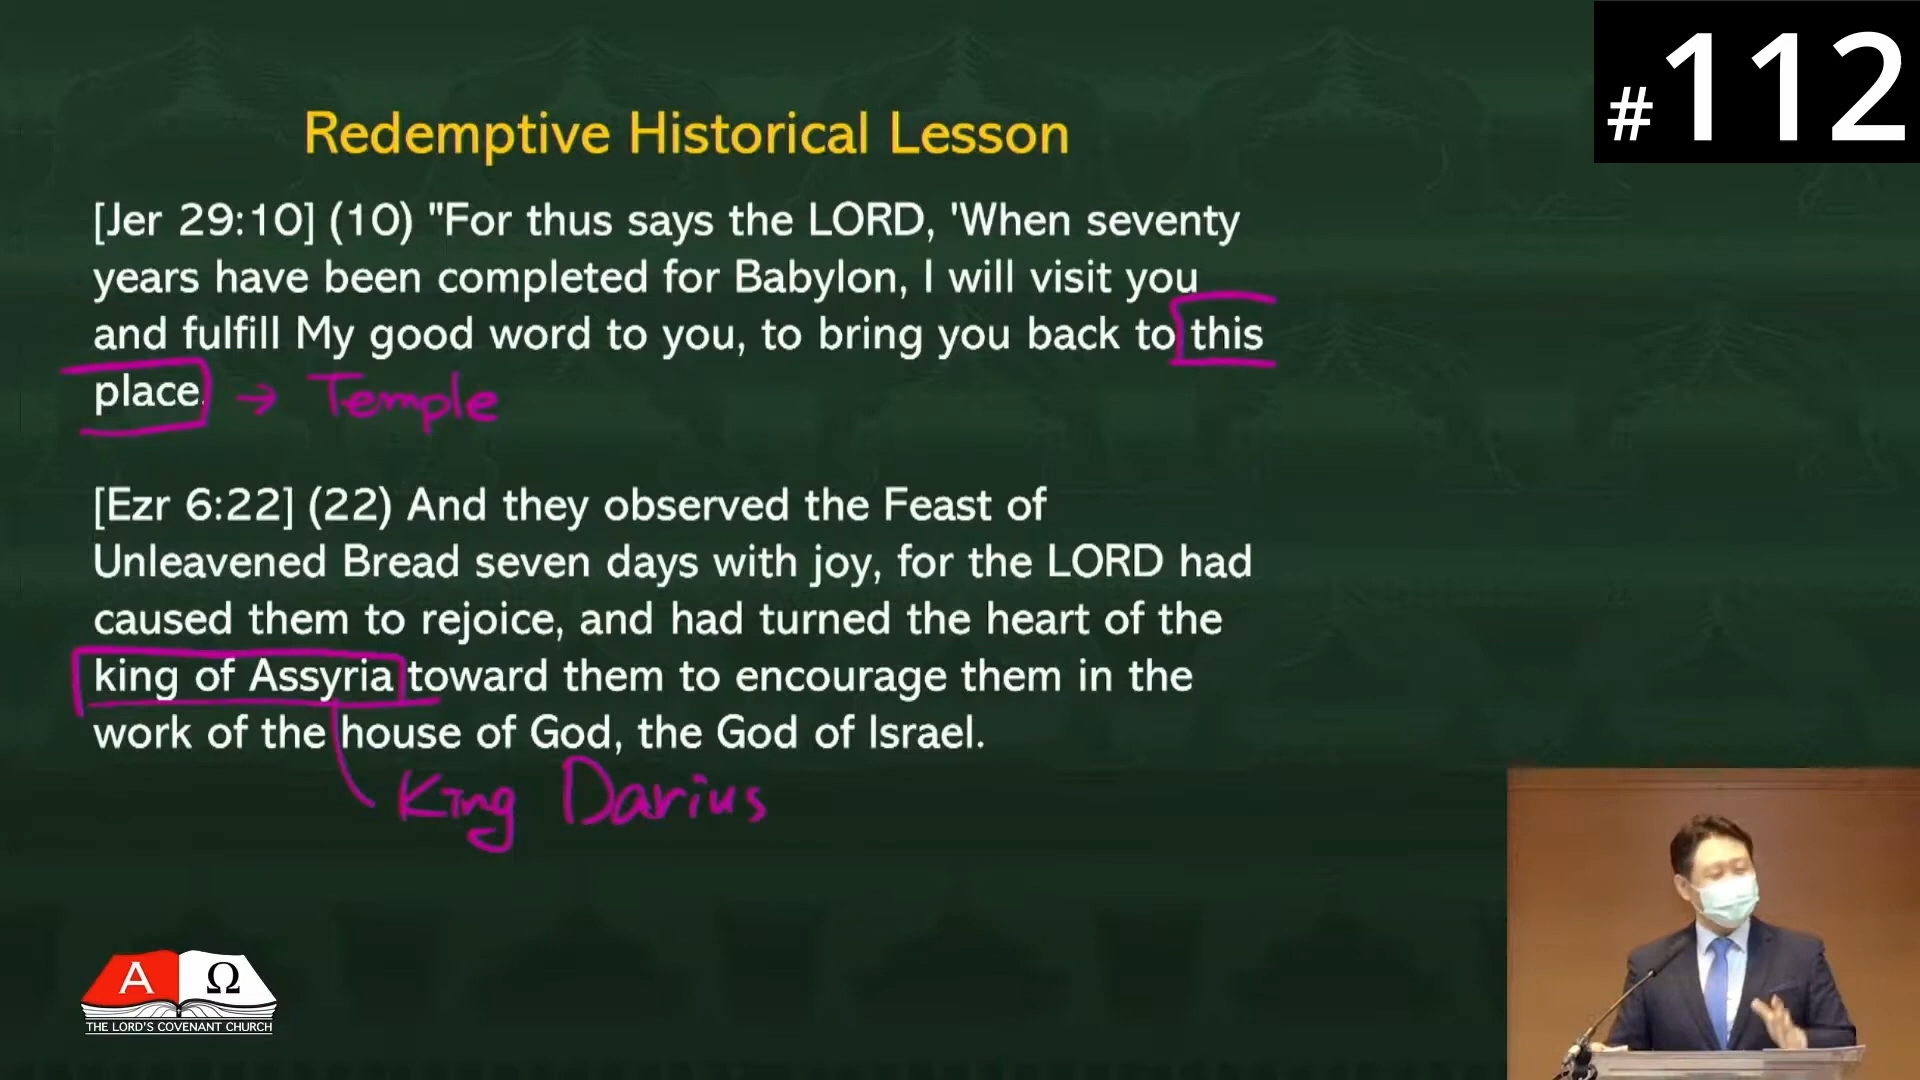 #112
Redemptive Historical Lesson
[Jer 29:10] (10) "For thus says the LORD, 'When seventy
years have been completed for Babylon, I will visit you
and fulfill My good word to you, to bring you back to this
place. → Temple
[Ezr 6:22] (22) And they observed the Feast of
Unleavened Bread seven days with joy, for the LORD had
caused them to rejoice, and had turned the heart of the
king of Assyria toward them to encourage them in the
work of the house of God, the God of Israel.
King Darius
A Ω
THE LORD'S COVENANT CHURCH